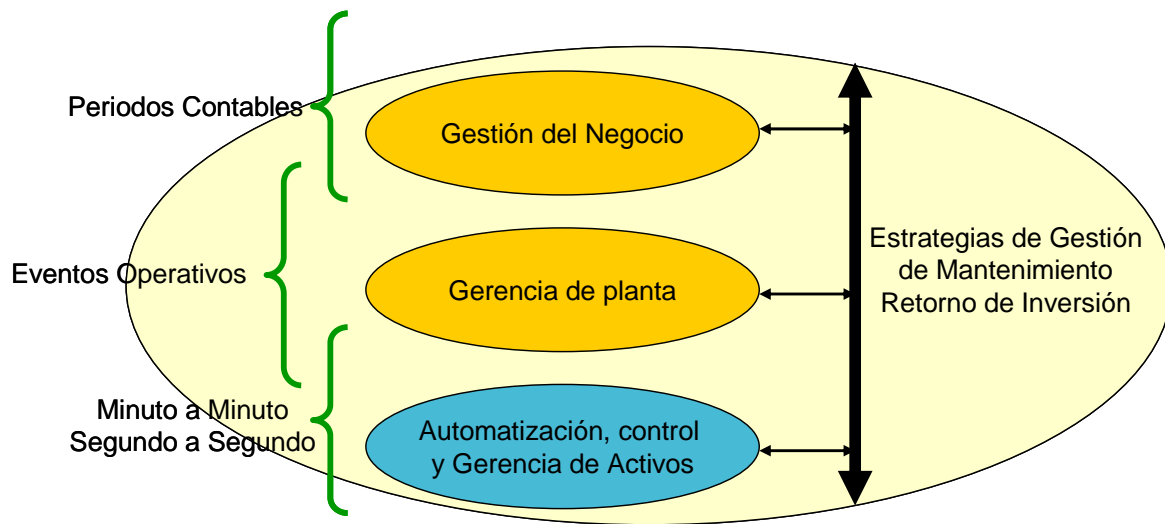 Periodos Contables
Gestión del Negocio
Eventos Operativos
Gerencia de planta
Estrategias de Gestión
de Mantenimiento
Retorno de Inversión
Minuto a Minuto
Segundo a Segundo
Automatización, control
y Gerencia de Activos